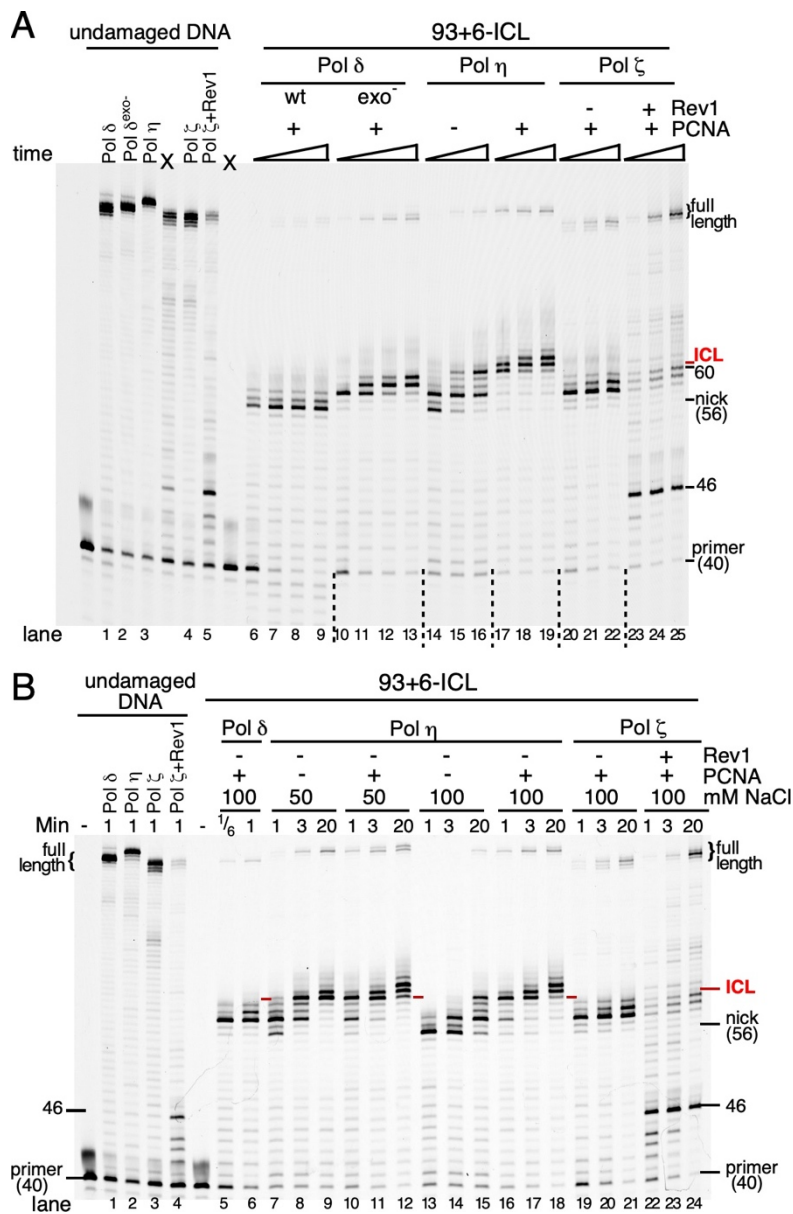 A
undamaged DNA
93+6-ICL
Pol δ
Pol η
Pol ζ
wt
exo-
- + Rev1
+ + - + + + PCNA
Pol δ
Pol δexo-
Pol η
X
Pol ζ
Pol ζ+Rev1
X
time
full
length
ICL
60
nick
(56)
46
primer
(40)
lane 1 2 3 4 5 6 7 8 9 10 11 12 13 14 15 16 17 18 19 20 21 22 23 24 25
B
undamaged
DNA
93+6-ICL
Pol δ
Pol η
Pol ζ
- - - - - - + Rev1
+ - + - + + + PCNA
100 50 50 100 100 100 100 mM NaCl
Pol δ
Pol η
Pol ζ
Pol ζ+Rev1
Min - 1 1 1 1 - 1/6 1 1 3 20 1 3 20 1 3 20 1 3 20 1 3 20 1 3 20
full
length
full
length
ICL
nick
(56)
46
46
primer
(40)
primer
(40)
lane 1 2 3 4 5 6 7 8 9 10 11 12 13 14 15 16 17 18 19 20 21 22 23 24